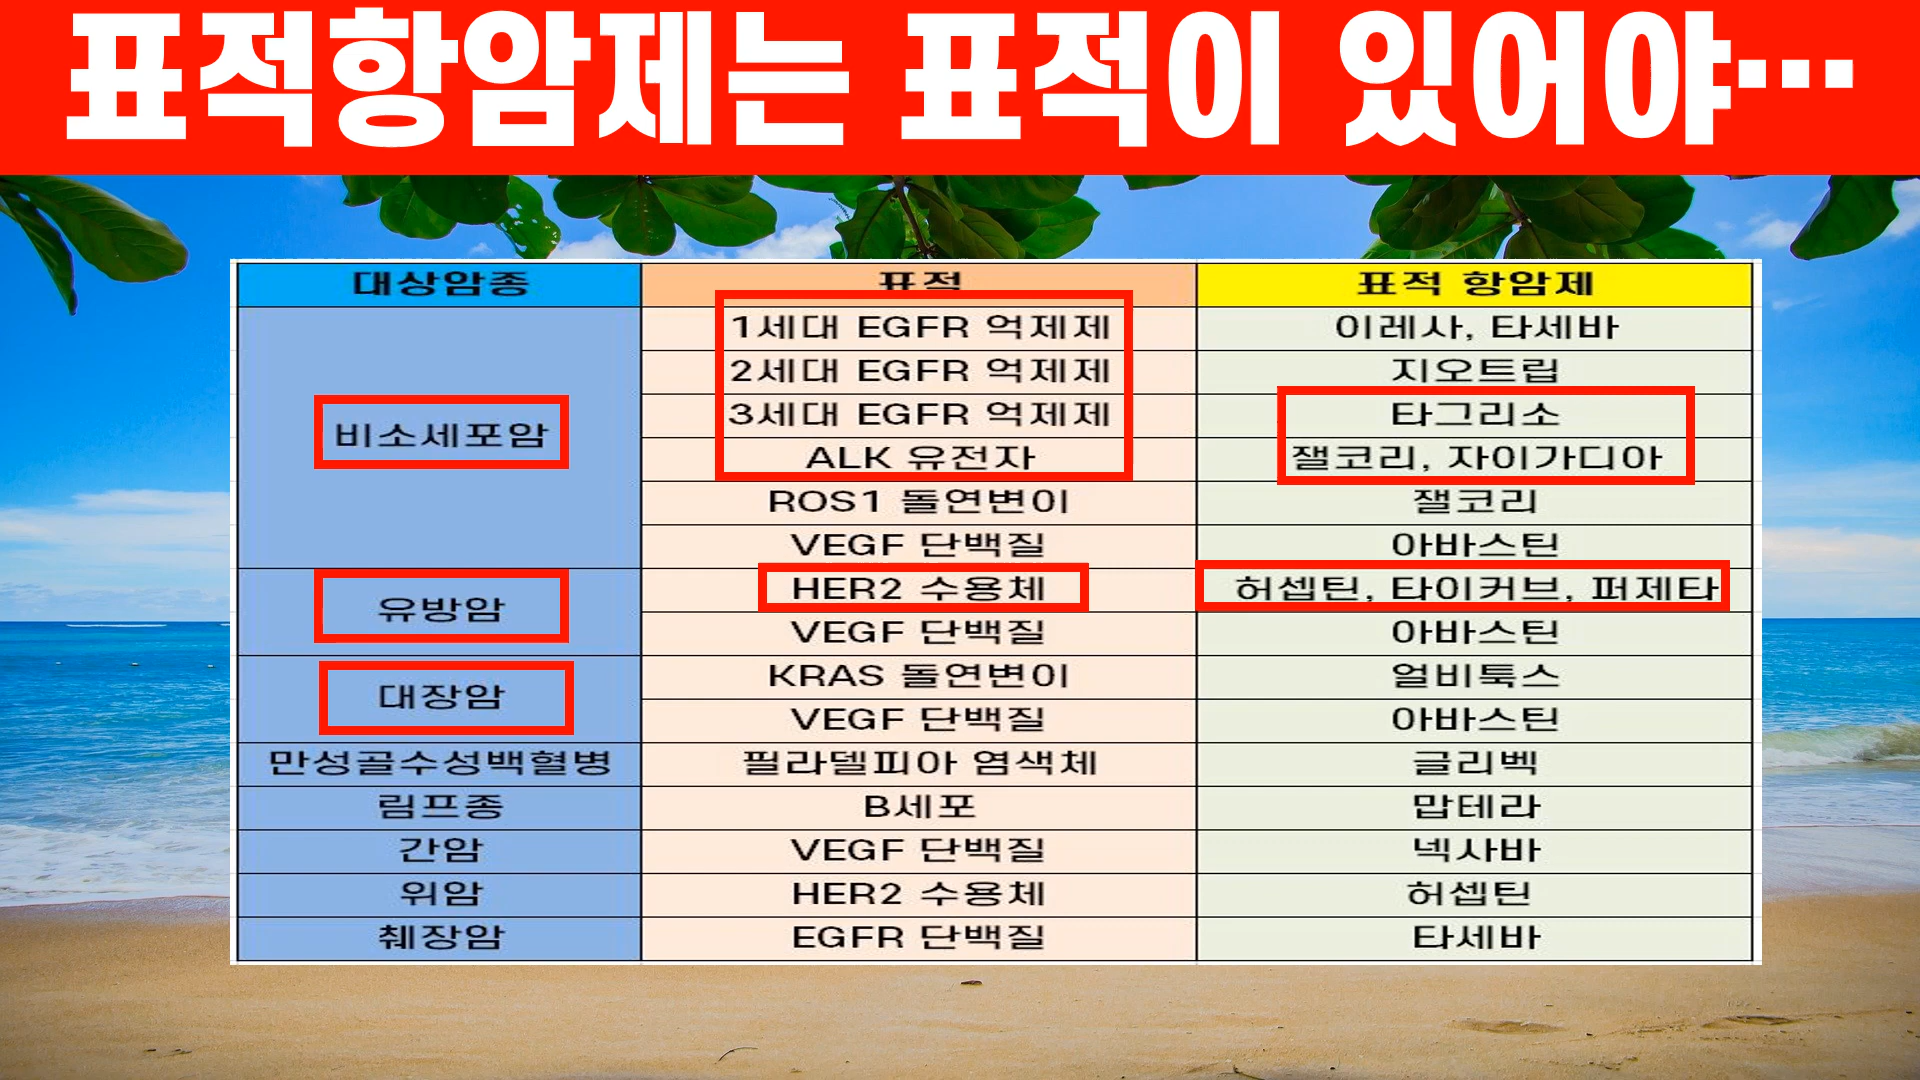 표적항암제는 표적이 있어야…
대상암종 표적 표적 항암제
비소세포암 1세대 EGFR 억제제 이레사, 타세바
2세대 EGFR 억제제 지오트립
3세대 EGFR 억제제 타그리소
ALK 유전자 잴코리, 자이가디아
ROS1 돌연변이 잴코리
VEGF 단백질 아바스틴
유방암 HER2 수용체 허셉틴, 타이커브, 퍼제타
VEGF 단백질 아바스틴
대장암 KRAS 돌연변이 얼비툭스
VEGF 단백질 아바스틴
만성골수성백혈병 필라델피아 염색체 글리벡
림프종 B세포 맙테라
간암 VEGF 단백질 넥사바
위암 HER2 수용체 허셉틴
췌장암 EGFR 단백질 타세바